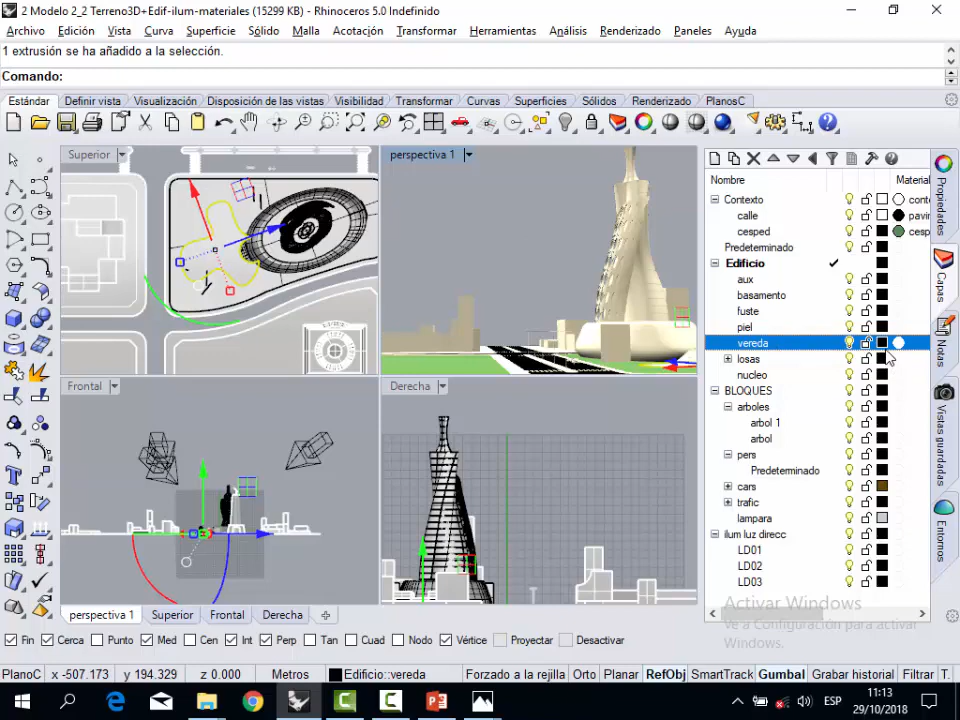 2 Modelo 2_2 Terreno3D+Edif-ilum-materiales (15299 KB) - Rhinoceros 5.0 Indefinido
Archivo Edición Vista Curva Superficie Sólido Malla Acotación Transformar Herramientas Análisis Renderizado Paneles Ayuda
1 extrusión se ha añadido a la selección.
Comando:
Estándar Definir vista Visualización Disposición de las vistas Visibilidad Transformar Curvas Superficies Sólidos Renderizado PlanosC
Superior
perspectiva 1
Frontal
Derecha
Nombre Material
Contexto
calle
cesped
Predeterminado
Edificio
aux
basamento
fuste
piel
vereda
losas
nucleo
BLOQUES
arboles
arbol 1
arbol
pers
Predeterminado
cars
trafic
lampara
ilum luz direcc
LD01
LD02
LD03
Propiedades
Capas
Notas
Vistas guardadas
Entornos
Activar Windows
Ve a Configuración para activar
Windows.
perspectiva 1 Superior Frontal Derecha
Fin Cerca Punto Med Cen Int Perp Tan Cuad Nodo Vértice Proyectar Desactivar
PlanoC x -507.173 y 194.329 z 0.000 Metros Edificio::vereda Forzado a la rejilla Orto Planar RefObj SmartTrack Gumbal Grabar historial Filtrar T.
ESP
11:13
29/10/2018